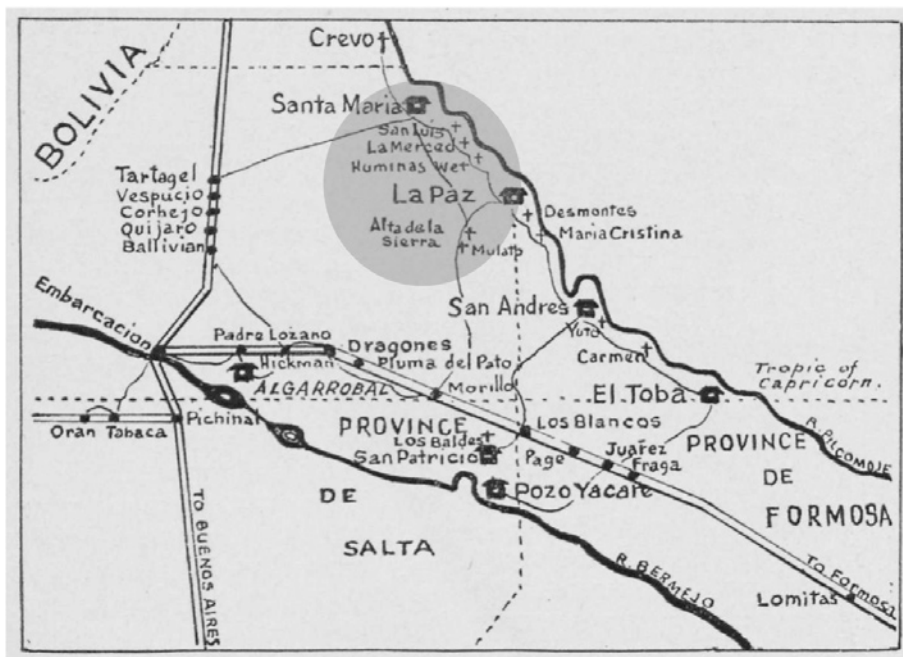 Crevo
BOLIVIA
Santa Maria
San Luis
La Merced
Kuminas Wet
La Paz
Tartagel
Vespucio
Cornejo
Quijaro
Ballivian
Desmontes
Maria Cristina
Alta de la
Sierra
Mulato
San Andres
Embarcacion
Padre Lozano
Dragones
Yuto
Hickman
Pluma del Pato
Carmen
Tropic of
Capricorn.
ALGARROBAL
Morillo
El Toba
Oran
Tabaca
Pichinal
PROVINCE
DE
SALTA
Los Blancos
Los Baldes
San Patricio
Page
Juarez
Fraga
PROVINCE
DE
FORMOSA
R. PILCOMOJE
Pozo Yacare
TO BUENOS AIRES
R. BERMEJO
To Formosa
Lomitas